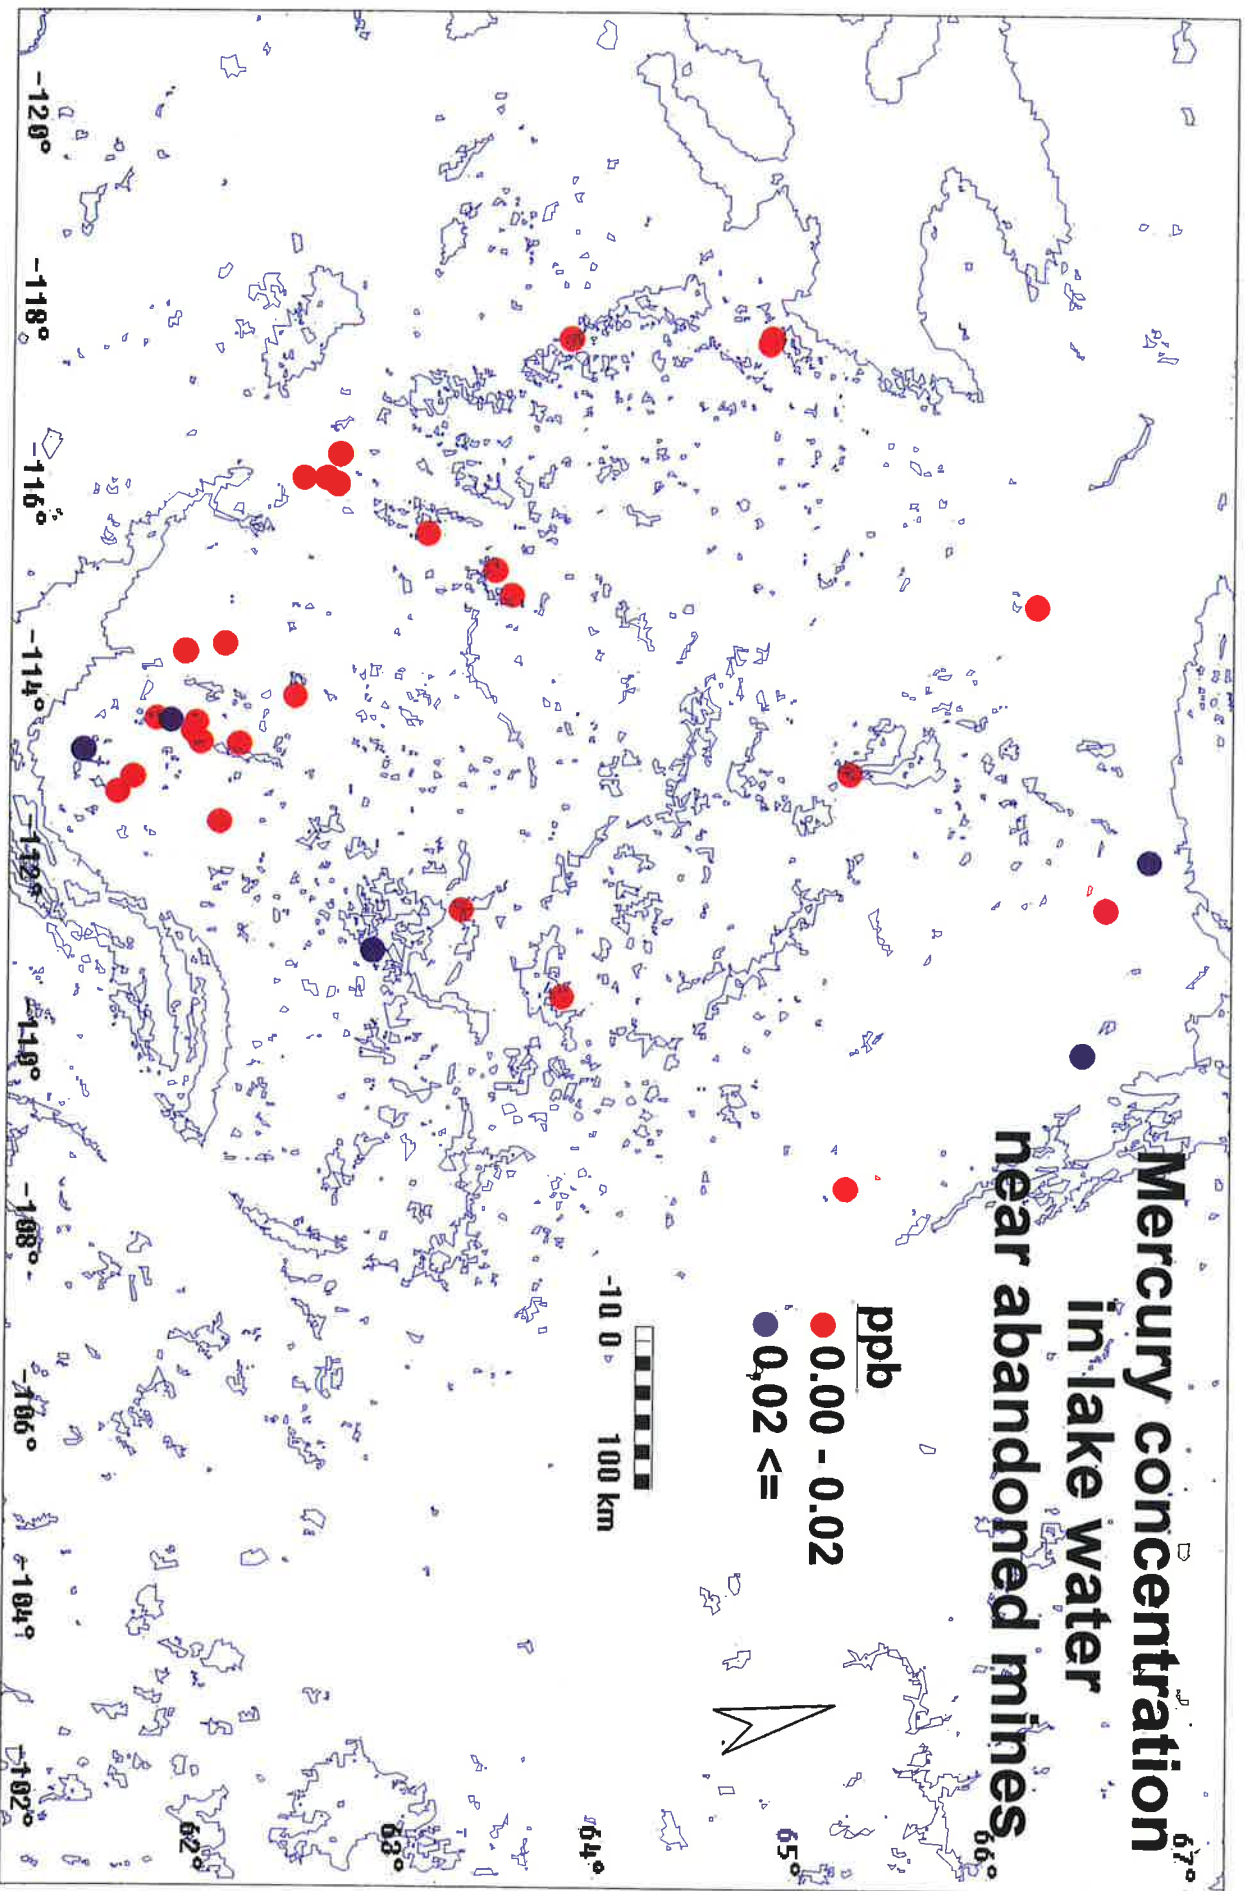 Mercury concentration
in lake water
near abandoned mines
ppb
0.00 - 0.02
0.02 <=
-10 0 100 km
67°
66°
65°
64°
63°
62°
-120°
-118°
-116°
-114°
-112°
-110°
-108°
-106°
-104°
-102°